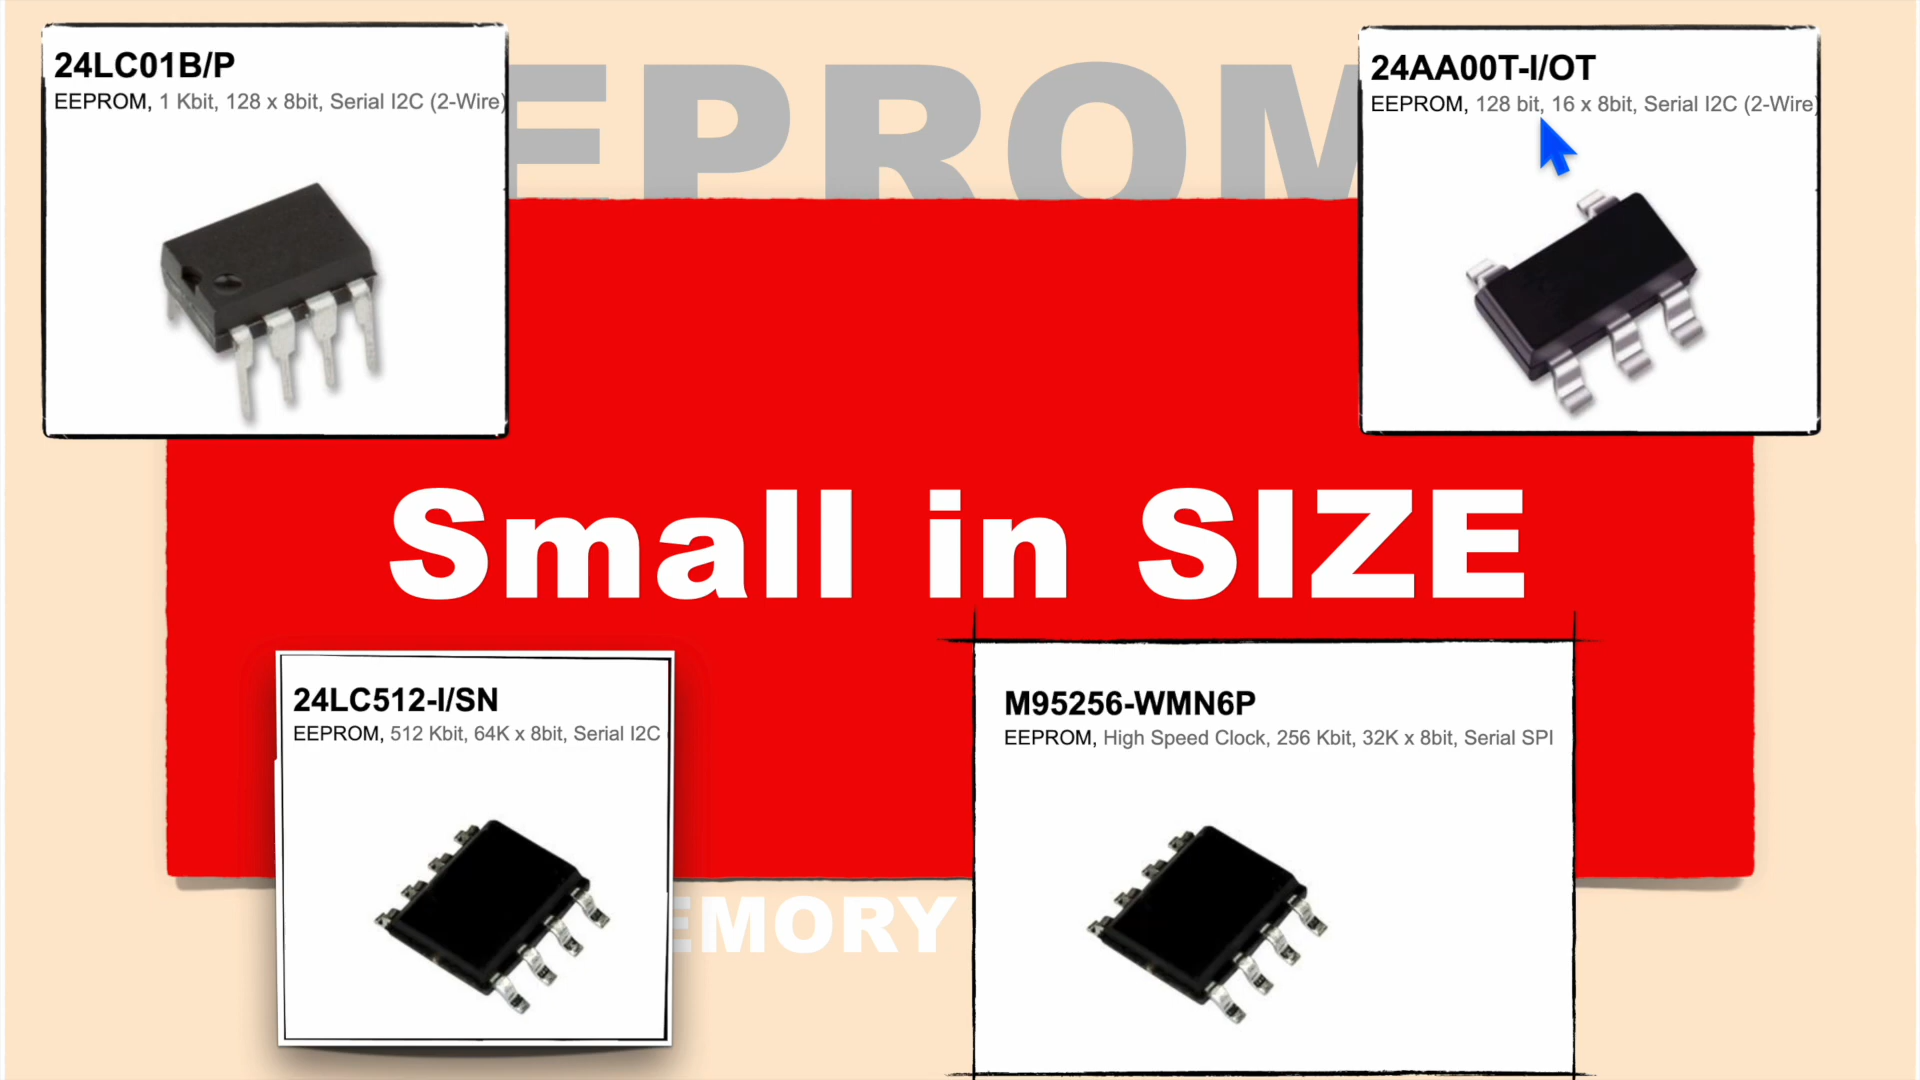 EPROM
24LC01B/P
EEPROM, 1 Kbit, 128 x 8bit, Serial I2C (2-Wire)
24AA00T-I/OT
EEPROM, 128 bit, 16 x 8bit, Serial I2C (2-Wire)
Small in SIZE
24LC512-I/SN
EEPROM, 512 Kbit, 64K x 8bit, Serial I2C
M95256-WMN6P
EEPROM, High Speed Clock, 256 Kbit, 32K x 8bit, Serial SPI
EMORY